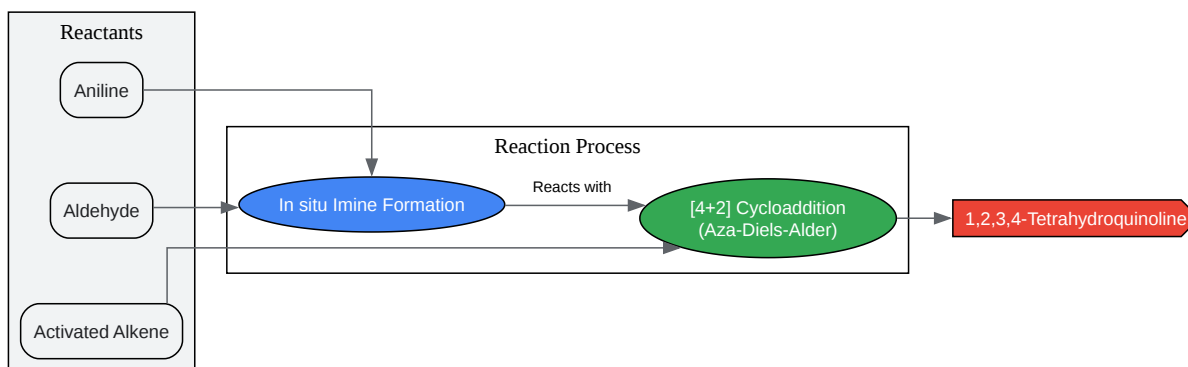 Reactants
Aniline
Aldehyde
Activated Alkene
Reaction Process
In situ Imine Formation
Reacts with
[4+2] Cycloaddition
(Aza-Diels-Alder)
1,2,3,4-Tetrahydroquinoline